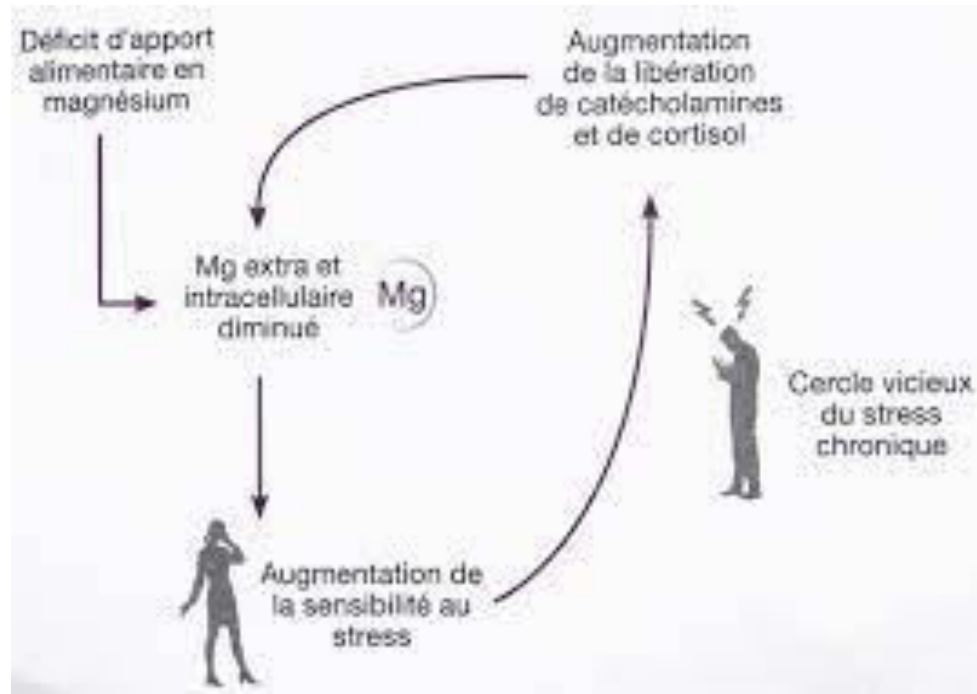 Déficit d'apport
alimentaire en
magnésium
Augmentation
de la libération
de catécholamines
et de cortisol
Mg extra et
intracellulaire
diminué
Mg
Cercle vicieux
du stress
chronique
Augmentation de
la sensibilité au
stress